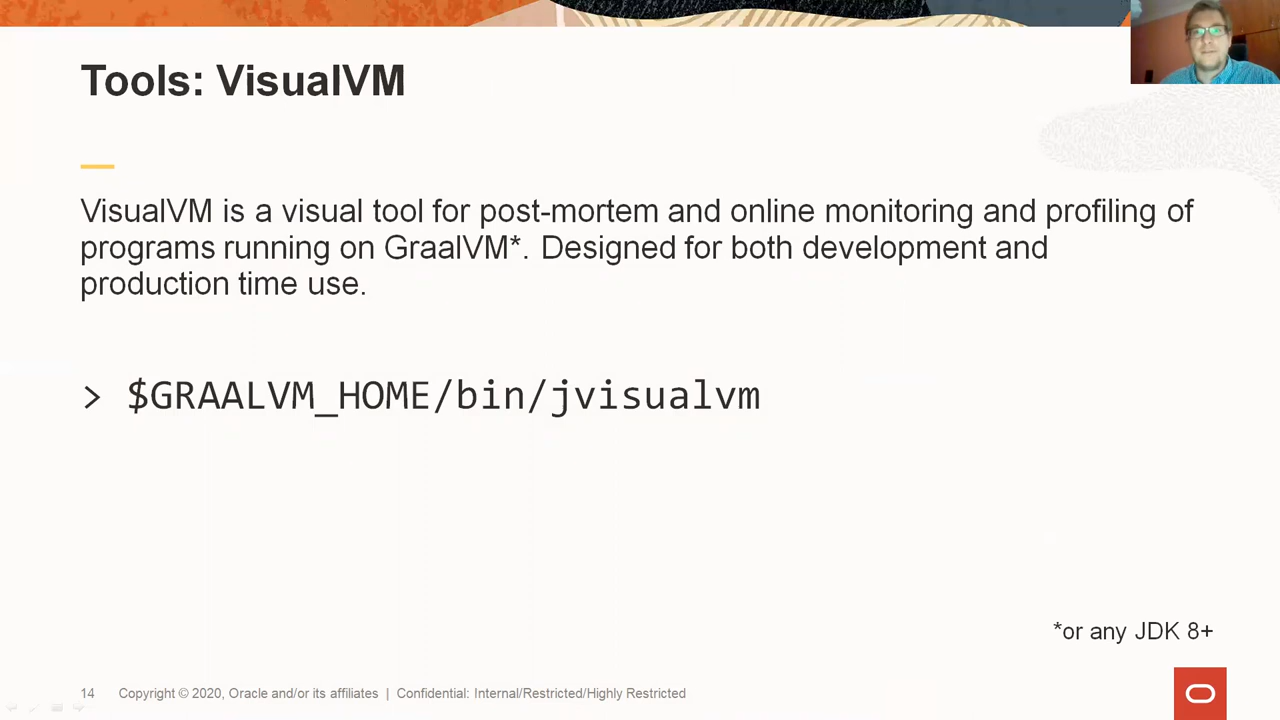 Tools: VisualVM
VisualVM is a visual tool for post-mortem and online monitoring and profiling of
programs running on GraalVM*. Designed for both development and
production time use.
> $GRAALVM_HOME/bin/jvisualvm
*or any JDK 8+
14 Copyright © 2020, Oracle and/or its affiliates | Confidential: Internal/Restricted/Highly Restricted